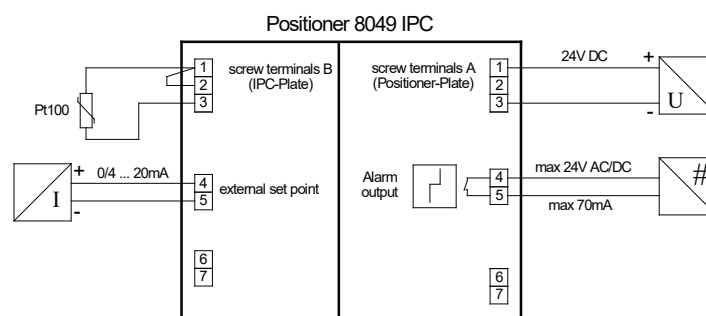 Positioner 8049 IPC
1
2
3
screw terminals B
(IPC-Plate)
Pt100
+
0/4 ... 20mA
I
-
4
5
external set point
6
7
screw terminals A
(Positioner-Plate)
1
2
3
24V DC
+
U
-
Alarm
output
4
5
max 24V AC/DC
max 70mA
#
6
7